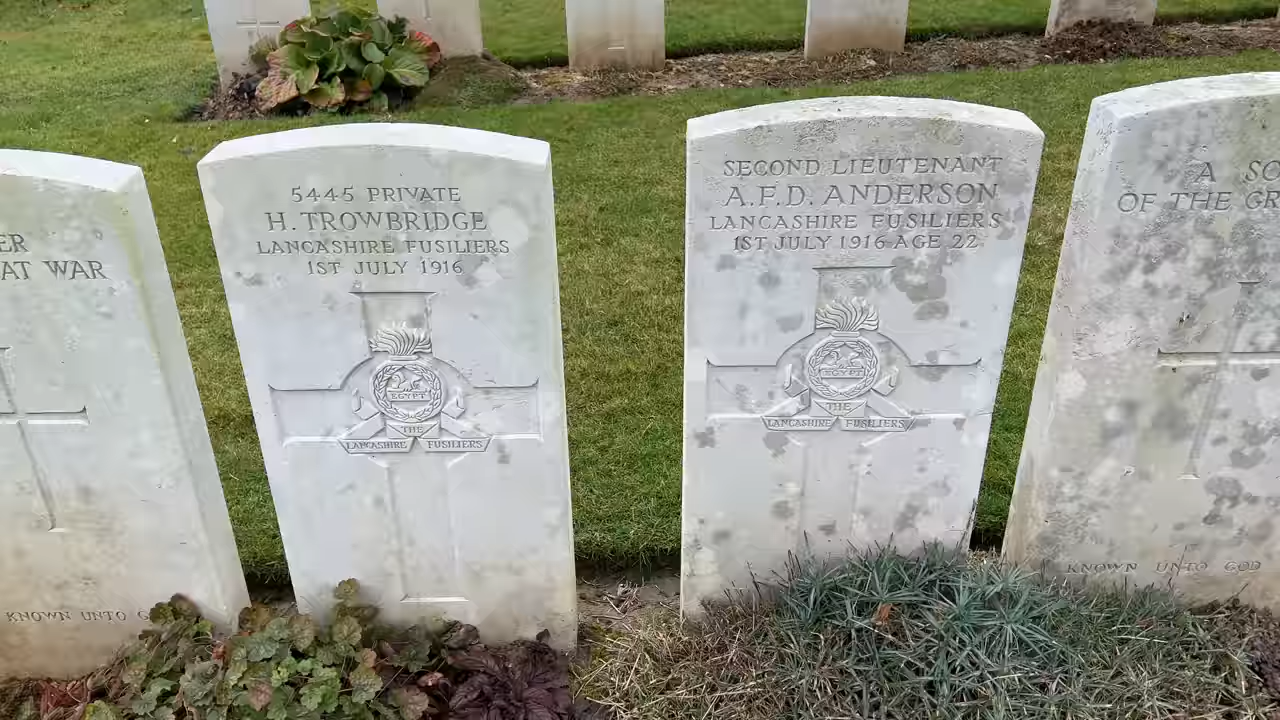 ER
AT WAR
KNOWN UNTO G
5445 PRIVATE
H. TROWBRIDGE
LANCASHIRE FUSILIERS
1ST JULY 1916
EGYPT
THE
LANCASHIRE FUSILIERS
SECOND LIEUTENANT
A.F.D. ANDERSON
LANCASHIRE FUSILIERS
1ST JULY 1916 AGE 22
EGYPT
THE
LANCASHIRE FUSILIERS
A SO
OF THE GR
KNOWN UNTO GOD